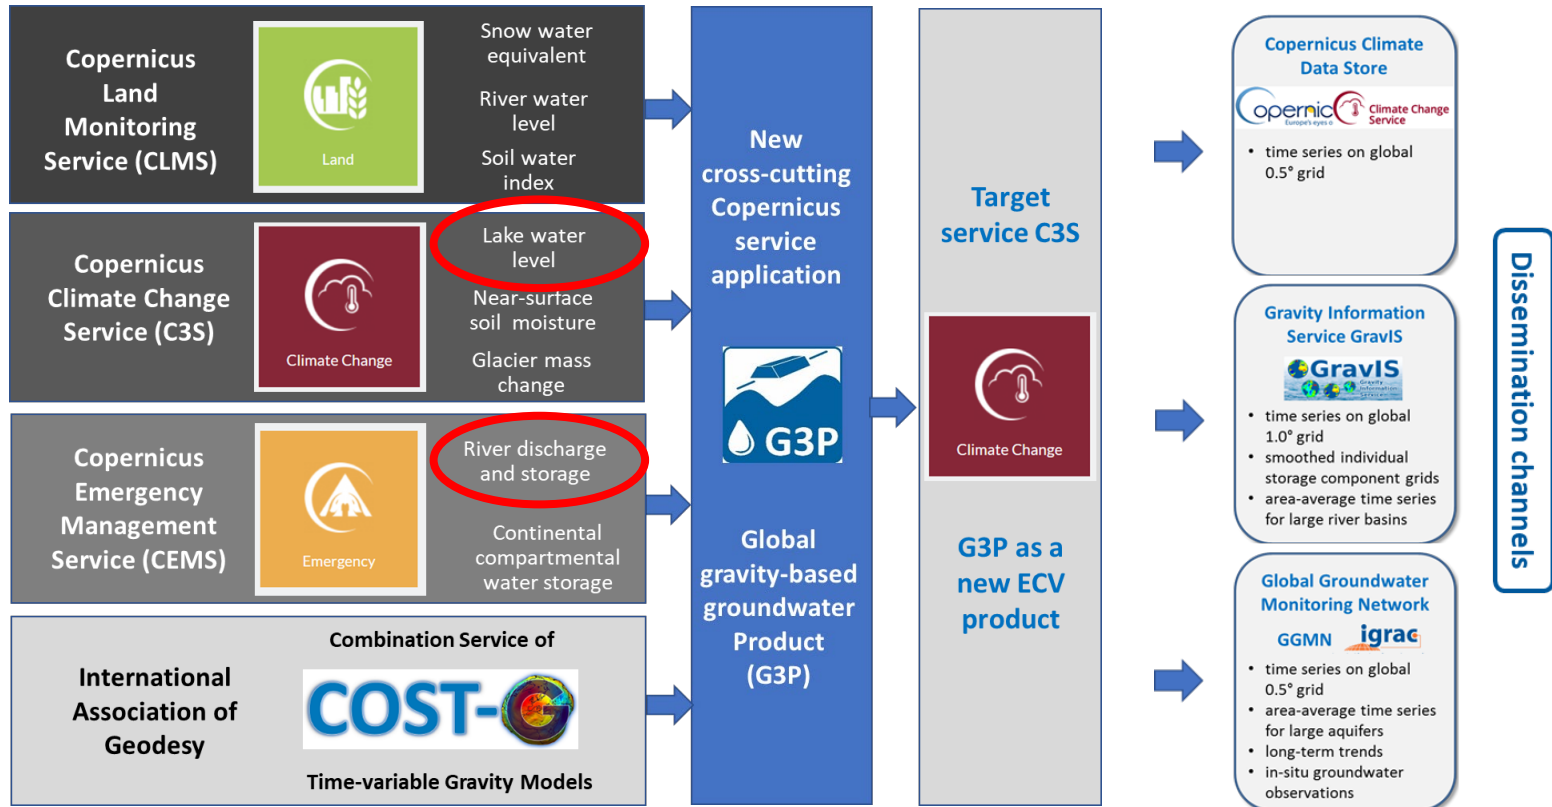 Copernicus
Land
Monitoring
Service (CLMS)
Land
Snow water
equivalent
River water
level
Soil water
index
Copernicus
Climate Change
Service (C3S)
Climate Change
Lake water
level
Near-surface
soil moisture
Glacier mass
change
Copernicus
Emergency
Management
Service (CEMS)
Emergency
River discharge
and storage
Continental
compartmental
water storage
International
Association of
Geodesy
Combination Service of
COST-G
Time-variable Gravity Models
New
cross-cutting
Copernicus
service
application
G3P
Global
gravity-based
groundwater
Product
(G3P)
Target
service C3S
Climate Change
G3P as a
new ECV
product
Copernicus Climate
Data Store
opernic
Europe's eyes o
Climate Change
Service
• time series on global
0.5° grid
Gravity Information
Service GravIS
GravIS
Gravity
Information
Service
• time series on global
1.0° grid
• smoothed individual
storage component grids
• area-average time series
for large river basins
Global Groundwater
Monitoring Network
GGMN igrac
• time series on global
0.5° grid
• area-average time series
for large aquifers
• long-term trends
• in-situ groundwater
observations
Dissemination channels